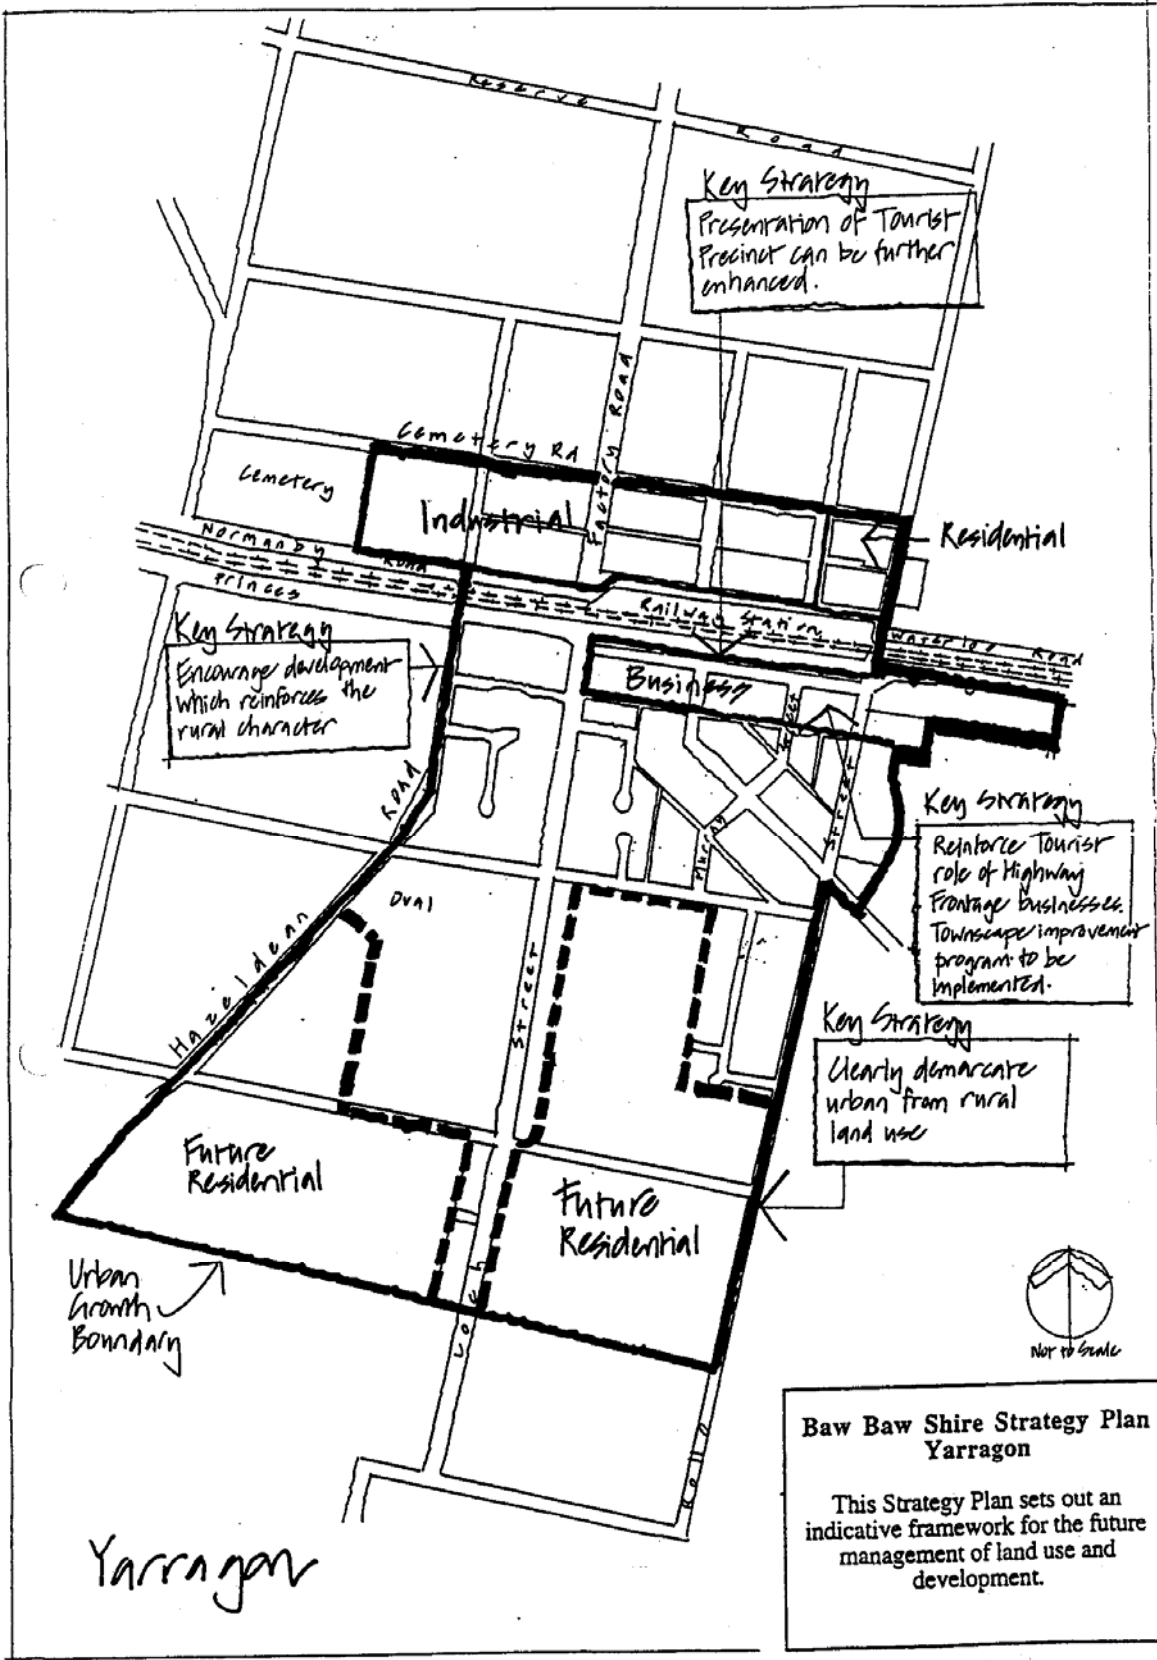 Reserve Road
Key Strategy
Presentation of Tourist
Precinct can be further
enhanced.
Factory Road
Cemetery Rd
Cemetery
Industrial
Residential
Normanby Road
Princes
Railway Station
Waterloo Road
Key Strategy
Encourage development
which reinforces the
rural character
Business
Street
Street
Murray
Key Strategy
Reinforce Tourist
role of Highway
Frontage businesses.
Townscape improvement
program to be
implemented.
Hazeldean Road
Oval
Street
Key Strategy
Clearly demarcate
urban from rural
land use
Future
Residential
Future
Residential
Urban
Growth
Boundary
Loch
Road
Not to Scale
Baw Baw Shire Strategy Plan
Yarragon
This Strategy Plan sets out an
indicative framework for the future
management of land use and
development.
Yarragon